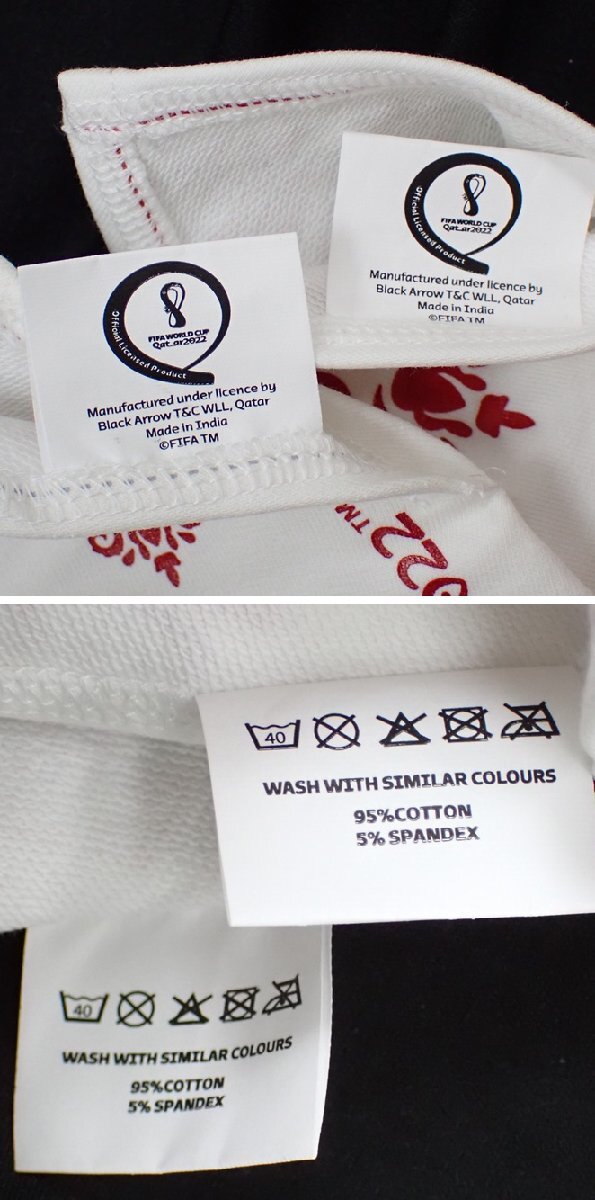 FIFA WORLD CUP
Qatar2022
Official Licensed Product
Manufactured under licence by
Black Arrow T&C WLL, Qatar
Made in India
©FIFA TM
FIFA WORLD CUP
Qatar2022
Official Licensed Product
Manufactured under licence by
Black Arrow T&C WLL, Qatar
Made in India
©FIFA TM
22™
40
WASH WITH SIMILAR COLOURS
95%COTTON
5% SPANDEX
40
WASH WITH SIMILAR COLOURS
95%COTTON
5% SPANDEX